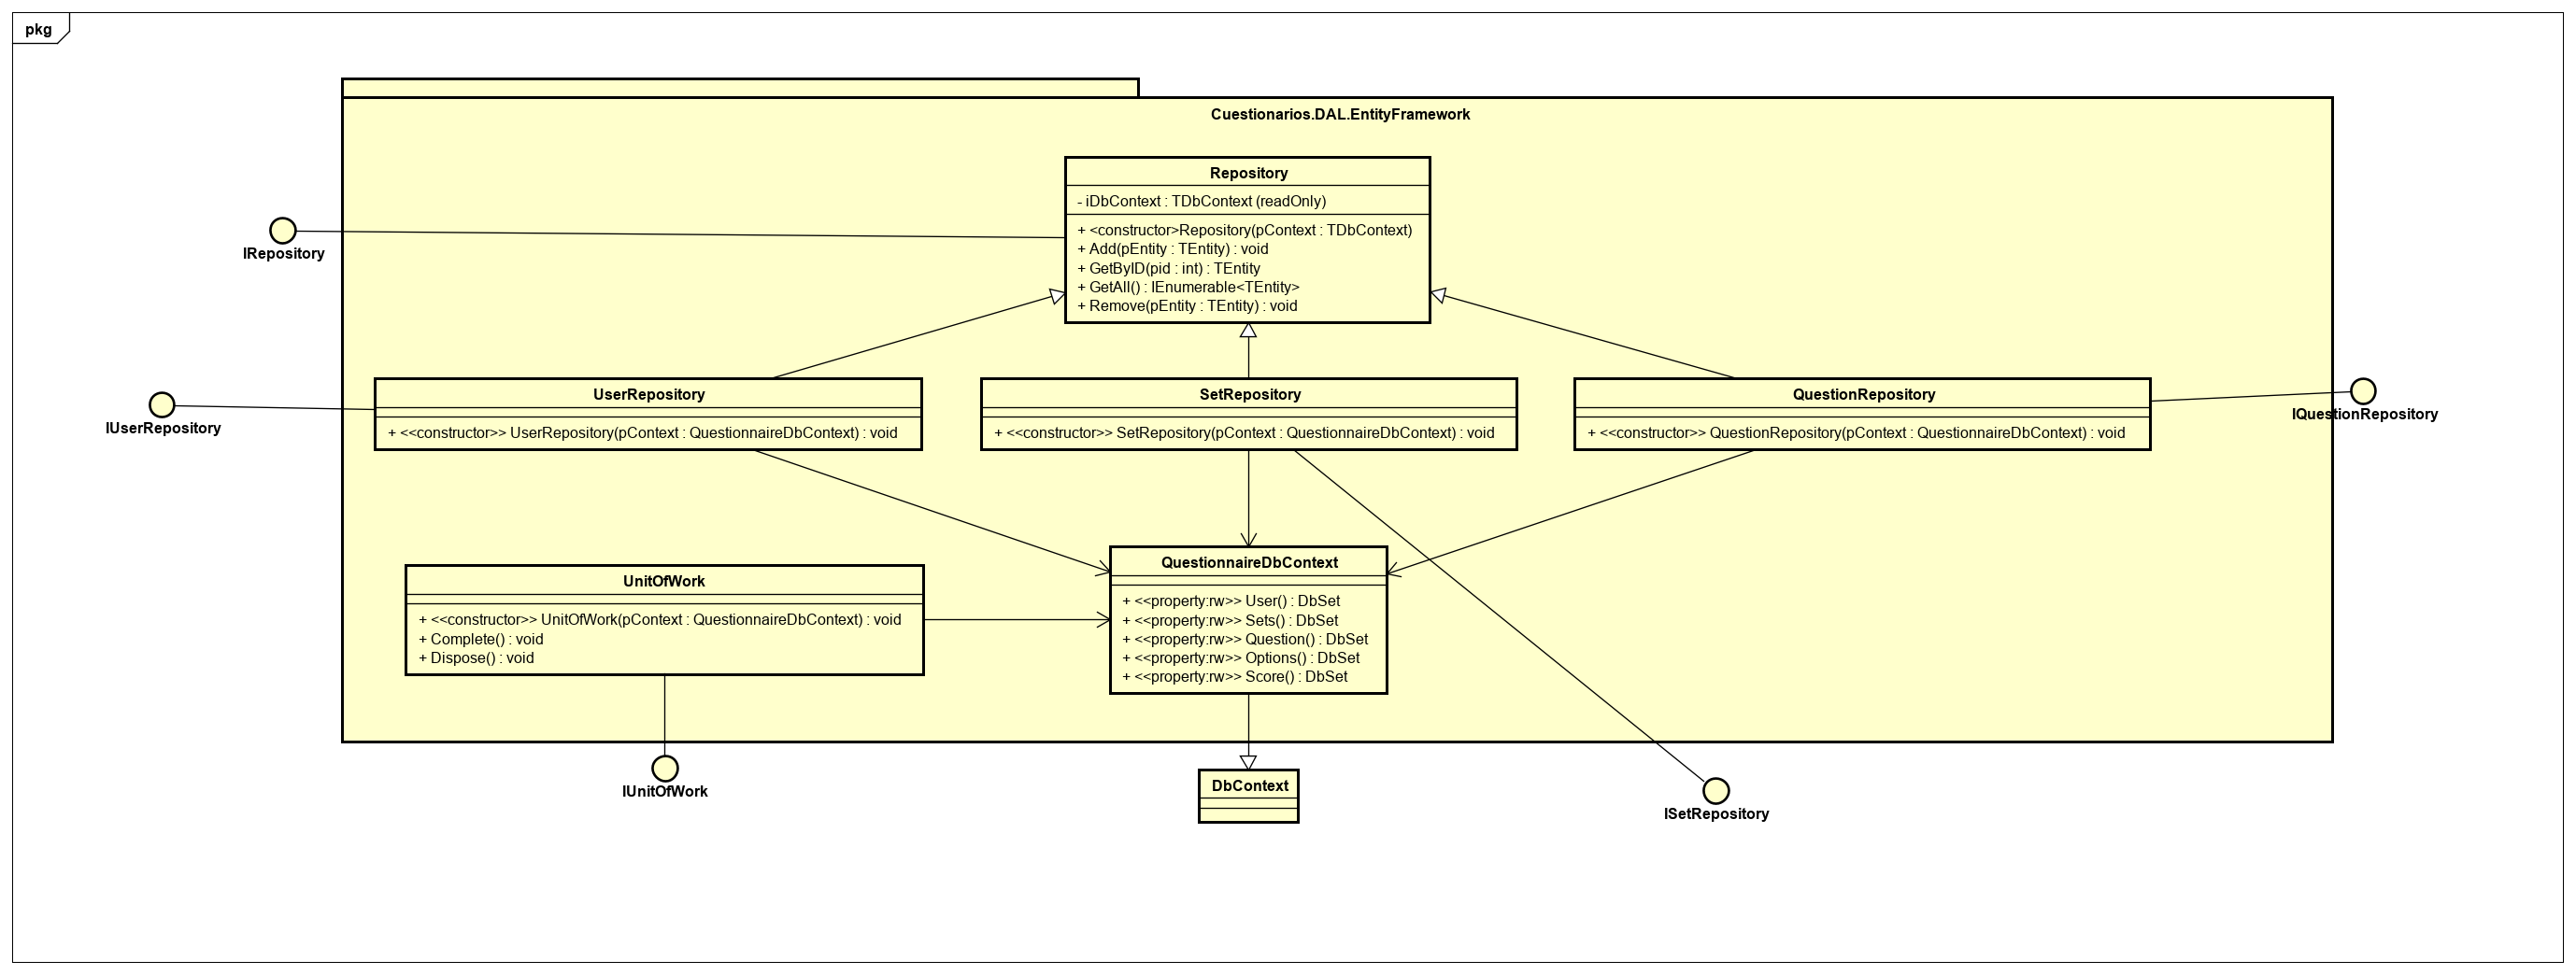 pkg
Cuestionarios.DAL.EntityFramework
Repository
- iDbContext : TDbContext (readOnly)
+ <constructor>Repository(pContext : TDbContext)
+ Add(pEntity : TEntity) : void
+ GetByID(pid : int) : TEntity
+ GetAll() : IEnumerable<TEntity>
+ Remove(pEntity : TEntity) : void
IRepository
UserRepository
+ <<constructor>> UserRepository(pContext : QuestionnaireDbContext) : void
IUserRepository
SetRepository
+ <<constructor>> SetRepository(pContext : QuestionnaireDbContext) : void
QuestionRepository
+ <<constructor>> QuestionRepository(pContext : QuestionnaireDbContext) : void
IQuestionRepository
UnitOfWork
+ <<constructor>> UnitOfWork(pContext : QuestionnaireDbContext) : void
+ Complete() : void
+ Dispose() : void
QuestionnaireDbContext
+ <<property:rw>> User() : DbSet
+ <<property:rw>> Sets() : DbSet
+ <<property:rw>> Question() : DbSet
+ <<property:rw>> Options() : DbSet
+ <<property:rw>> Score() : DbSet
IUnitOfWork
DbContext
ISetRepository